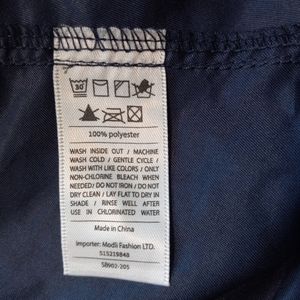 30
100% polyester
WASH INSIDE OUT / MACHINE
WASH COLD / GENTLE CYCLE /
WASH WITH LIKE COLORS / ONLY
NON-CHLORINE BLEACH WHEN
NEEDED/ DO NOT IRON / DO NOT
DRY CLEAN / LAY FLAT TO DRY IN
SHADE / RINSE WELL AFTER
USE IN CHLORINATED WATER
Made in China
Importer: Modli Fashion LTD.
515219848
SB902-205